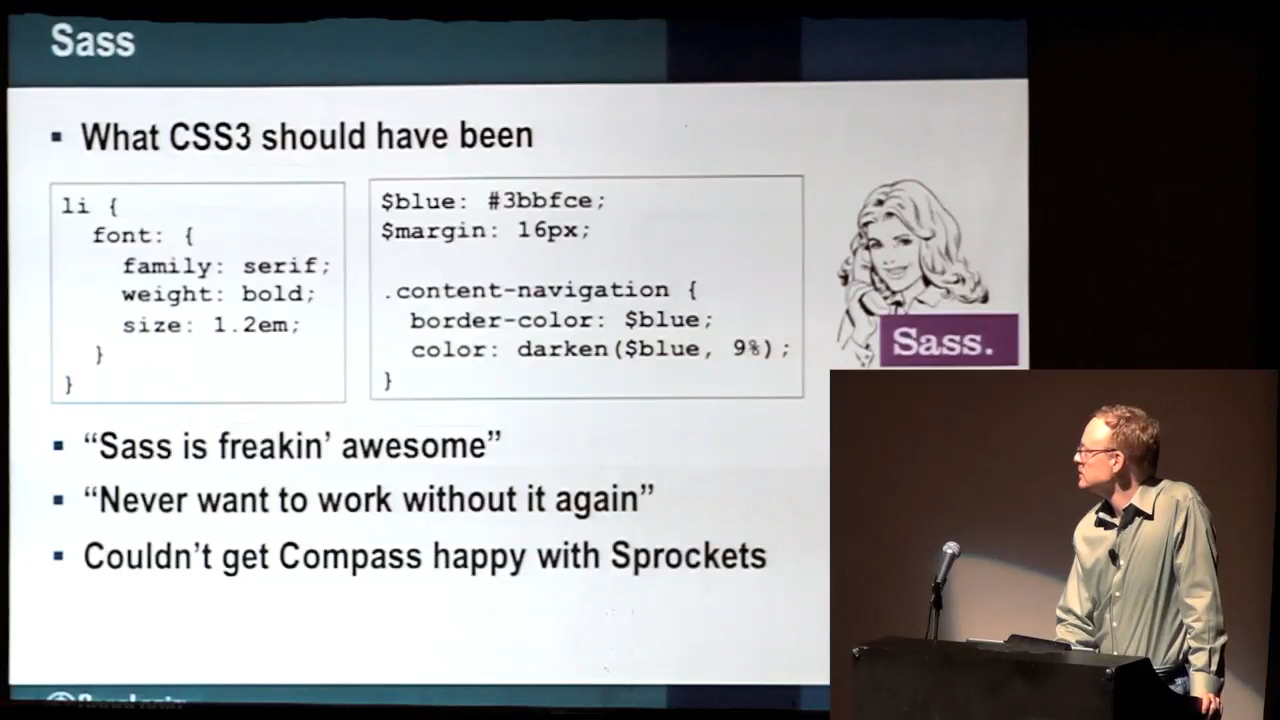 Sass
▪ What CSS3 should have been
li {
  font: {
    family: serif;
    weight: bold;
    size: 1.2em;
  }
}
$blue: #3bbfce;
$margin: 16px;
.content-navigation {
  border-color: $blue;
  color: darken($blue, 9%);
}
Sass.
▪ “Sass is freakin’ awesome”
▪ “Never want to work without it again”
▪ Couldn’t get Compass happy with Sprockets